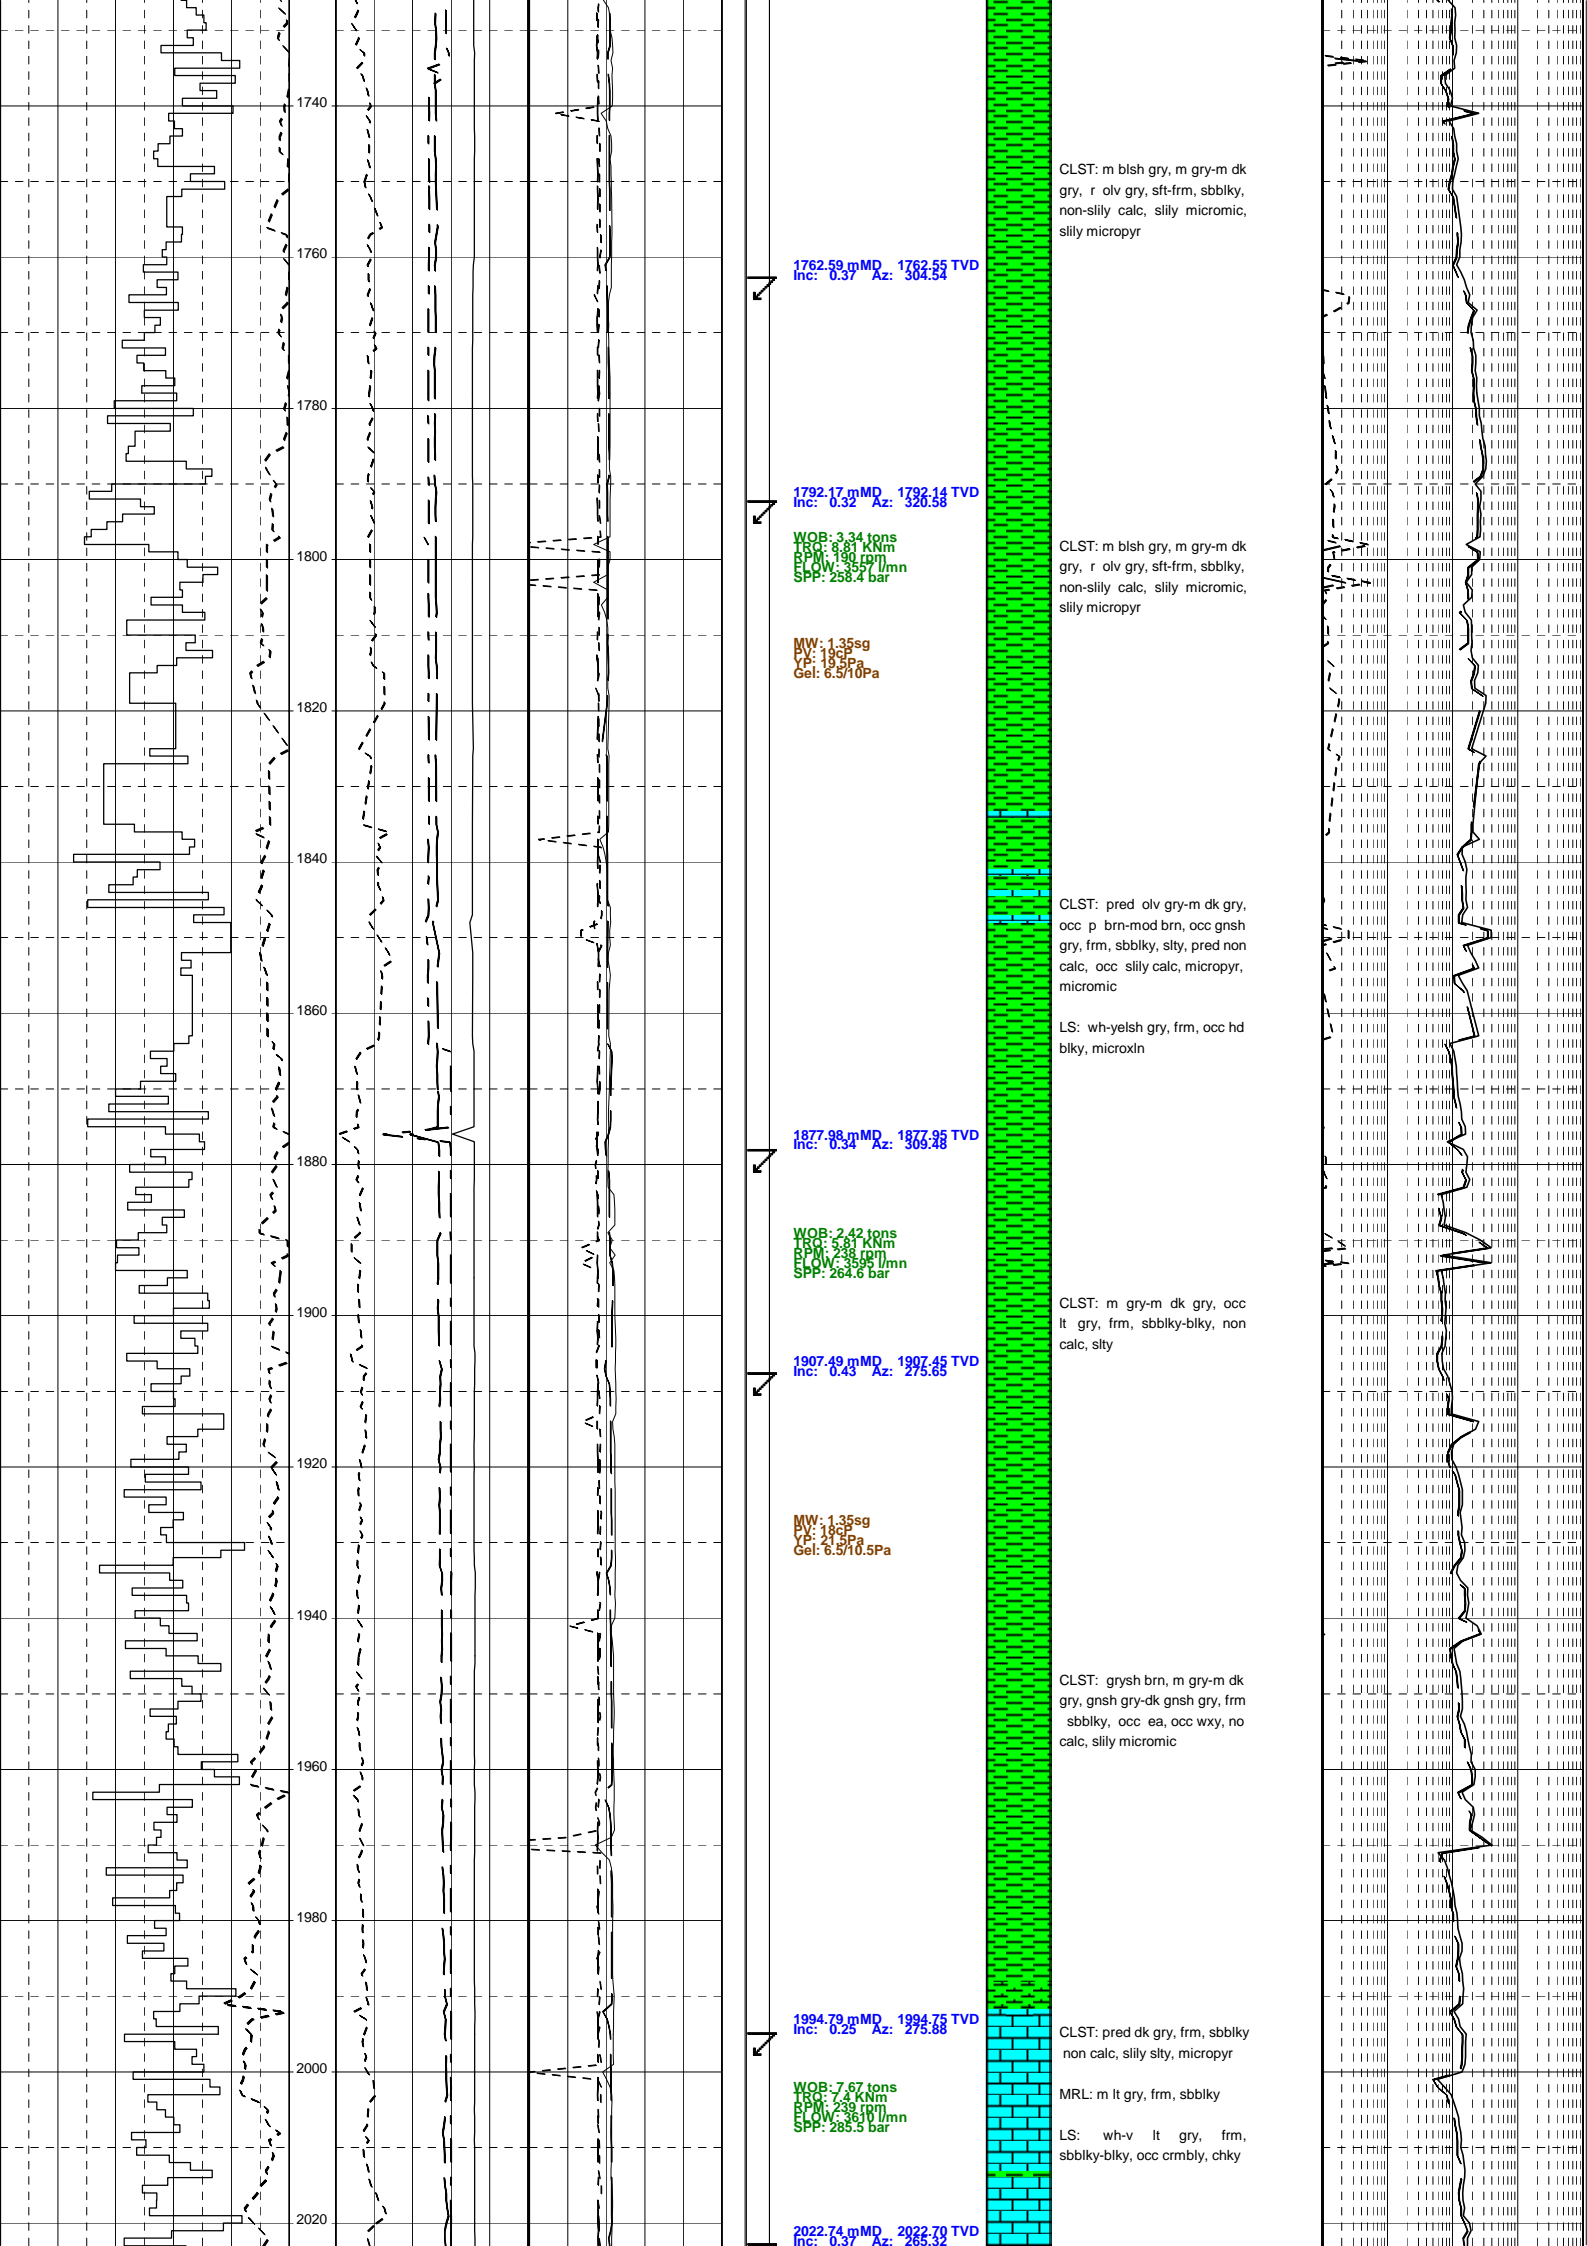 1740
CLST: m blsh gry, m gry-m dk
gry, r olv gry, sft-frm, sbblky,
non-slily calc, slily micromic,
slily micropyr
1760
1762.59 mMD 1762.55 TVD
Inc: 0.37 Az: 304.54
1780
1792.17 mMD 1792.14 TVD
Inc: 0.32 Az: 320.58
WOB: 3.34 tons
TRQ: 8.81 KNm
RPM: 190 rpm
FLOW: 3557 l/mn
SPP: 258.4 bar
1800
CLST: m blsh gry, m gry-m dk
gry, r olv gry, sft-frm, sbblky,
non-slily calc, slily micromic,
slily micropyr
MW: 1.35sg
PV: 19cP
YP: 19.5Pa
Gel: 6.5/10Pa
1820
1840
CLST: pred olv gry-m dk gry,
occ p brn-mod brn, occ gnsh
gry, frm, sbblky, slty, pred non
calc, occ slily calc, micropyr,
micromic
1860
LS: wh-yelsh gry, frm, occ hd
blky, microxln
1877.98 mMD 1877.95 TVD
Inc: 0.34 Az: 309.48
1880
WOB: 2.42 tons
TRQ: 5.81 KNm
RPM: 238 rpm
FLOW: 3595 l/mn
SPP: 264.6 bar
1900
CLST: m gry-m dk gry, occ
lt gry, frm, sbblky-blky, non
calc, slty
1907.49 mMD 1907.45 TVD
Inc: 0.43 Az: 275.65
1920
MW: 1.35sg
PV: 18cP
YP: 21.5Pa
Gel: 6.5/10.5Pa
1940
CLST: grysh brn, m gry-m dk
gry, gnsh gry-dk gnsh gry, frm
sbblky, occ ea, occ wxy, no
calc, slily micromic
1960
1980
1994.79 mMD 1994.75 TVD
Inc: 0.25 Az: 275.88
CLST: pred dk gry, frm, sbblky
non calc, slily slty, micropyr
2000
WOB: 7.67 tons
TRQ: 7.4 KNm
RPM: 239 rpm
FLOW: 3610 l/mn
SPP: 285.5 bar
MRL: m lt gry, frm, sbblky
LS: wh-v lt gry, frm,
sbblky-blky, occ crmbly, chky
2020
2022.74 mMD 2022.70 TVD
Inc: 0.37 Az: 265.32